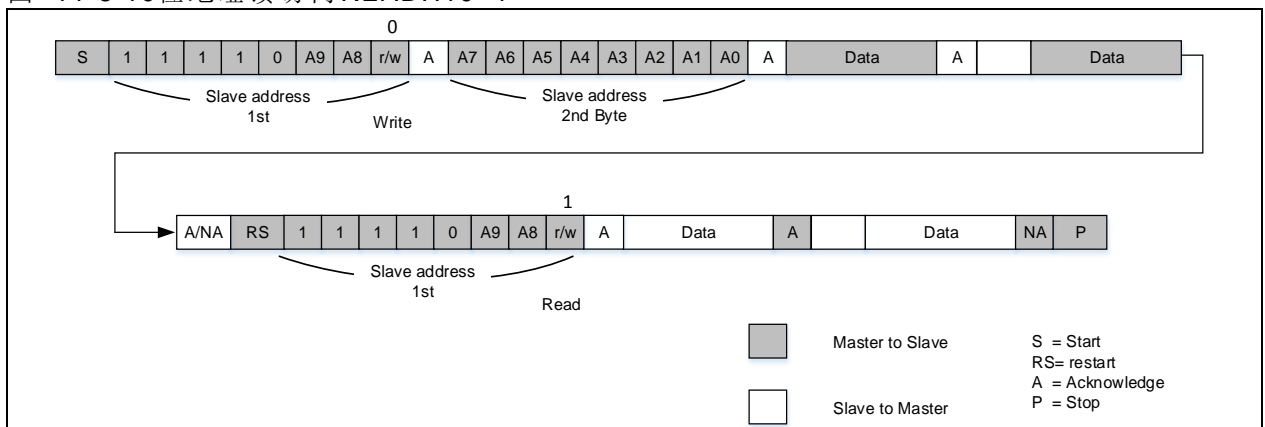 0
S 1 1 1 1 0 A9 A8 r/w A A7 A6 A5 A4 A3 A2 A1 A0 A Data A Data
Slave address
1st
Slave address
2nd Byte
Write
1
A/NA RS 1 1 1 1 0 A9 A8 r/w A Data A Data NA P
Slave address
1st
Read
Master to Slave
Slave to Master
S = Start
RS= restart
A = Acknowledge
P = Stop